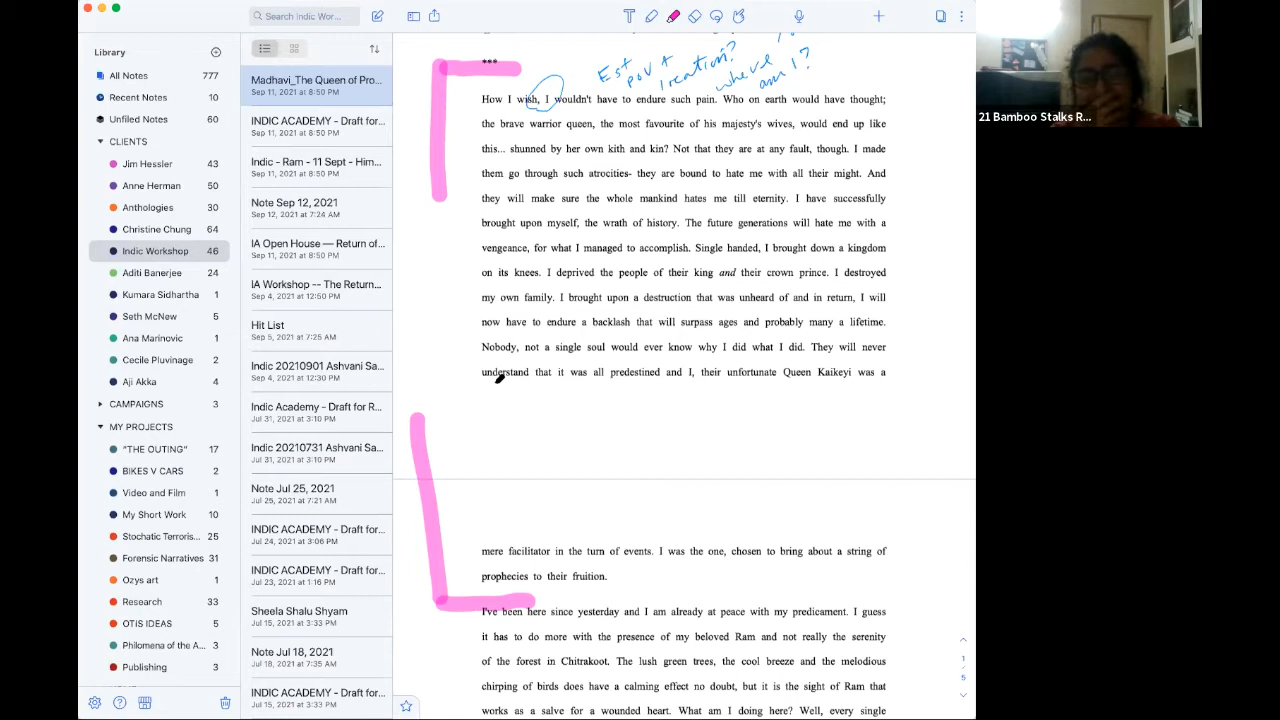 Search Indic Wor...
Library
All Notes 777
Recent Notes 10
Unfiled Notes 60
CLIENTS
Jim Hessler 43
Anne Herman 50
Anthologies 30
Christine Chung 64
Indic Workshop 46
Aditi Banerjee 24
Kumara Sidhartha 1
Seth McNew 5
Ana Marinovic 1
Cecile Pluvinage 2
Aji Akka 4
CAMPAIGNS 3
MY PROJECTS
"THE OUTING" 17
BIKES V CARS 2
Video and Film 1
My Short Work 10
Stochatic Terroris... 25
Forensic Narratives 31
Ozys art 1
Research 33
OTIS IDEAS 5
Philomena of the A... 3
Publishing 3
Madhavi_The Queen of Pro...
Sep 11, 2021 at 8:50 PM
INDIC ACADEMY - Draft for...
Sep 11, 2021 at 8:50 PM
Indic - Ram - 11 Sept - Him...
Sep 11, 2021 at 8:50 PM
Note Sep 12, 2021
Sep 12, 2021 at 7:24 AM
IA Open House — Return of...
Sep 11, 2021 at 8:50 PM
IA Workshop -- The Return...
Sep 4, 2021 at 12:50 PM
Hit List
Sep 5, 2021 at 7:25 AM
Indic 20210901 Ashvani Sa...
Sep 4, 2021 at 12:30 PM
Indic Academy - Draft for R...
Jul 31, 2021 at 3:10 PM
Indic 20210731 Ashvani Sa...
Jul 31, 2021 at 3:10 PM
Note Jul 25, 2021
Jul 25, 2021 at 7:21 AM
INDIC ACADEMY - Draft for...
Jul 24, 2021 at 3:06 PM
INDIC ACADEMY - Draft for...
Jul 23, 2021 at 1:16 PM
Sheela Shalu Shyam
Jul 15, 2021 at 3:33 PM
Note Jul 18, 2021
Jul 18, 2021 at 7:35 AM
INDIC ACADEMY - Draft for...
Jul 15, 2021 at 3:33 PM
***
Est
POV +
location?
where
am I?
How I wish, I wouldn't have to endure such pain. Who on earth would have thought;
the brave warrior queen, the most favourite of his majesty's wives, would end up like
this... shunned by her own kith and kin? Not that they are at any fault, though. I made
them go through such atrocities- they are bound to hate me with all their might. And
they will make sure the whole mankind hates me till eternity. I have successfully
brought upon myself, the wrath of history. The future generations will hate me with a
vengeance, for what I managed to accomplish. Single handed, I brought down a kingdom
on its knees. I deprived the people of their king and their crown prince. I destroyed
my own family. I brought upon a destruction that was unheard of and in return, I will
now have to endure a backlash that will surpass ages and probably many a lifetime.
Nobody, not a single soul would ever know why I did what I did. They will never
understand that it was all predestined and I, their unfortunate Queen Kaikeyi was a
mere facilitator in the turn of events. I was the one, chosen to bring about a string of
prophecies to their fruition.
I've been here since yesterday and I am already at peace with my predicament. I guess
it has to do more with the presence of my beloved Ram and not really the serenity
of the forest in Chitrakoot. The lush green trees, the cool breeze and the melodious
chirping of birds does have a calming effect no doubt, but it is the sight of Ram that
works as a salve for a wounded heart. What am I doing here? Well, every single
1
5
21 Bamboo Stalks R...